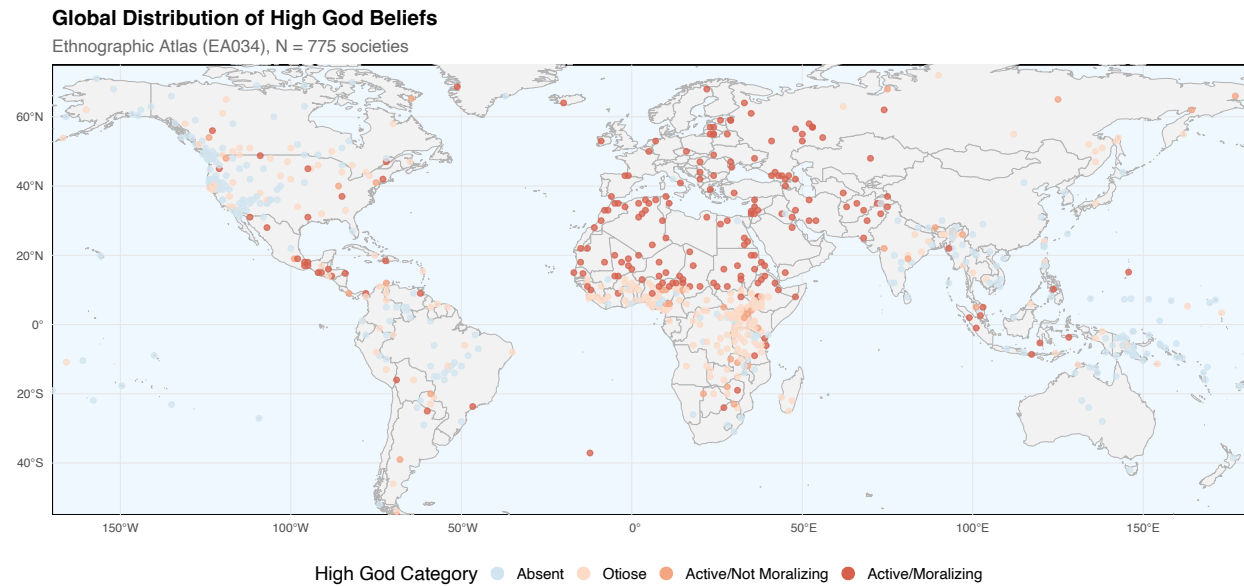 Global Distribution of High God Beliefs
Ethnographic Atlas (EA034), N = 775 societies
60°N
40°N
20°N
0°
20°S
40°S
150°W 100°W 50°W 0° 50°E 100°E 150°E
High God Category Absent Otiose Active/Not Moralizing Active/Moralizing